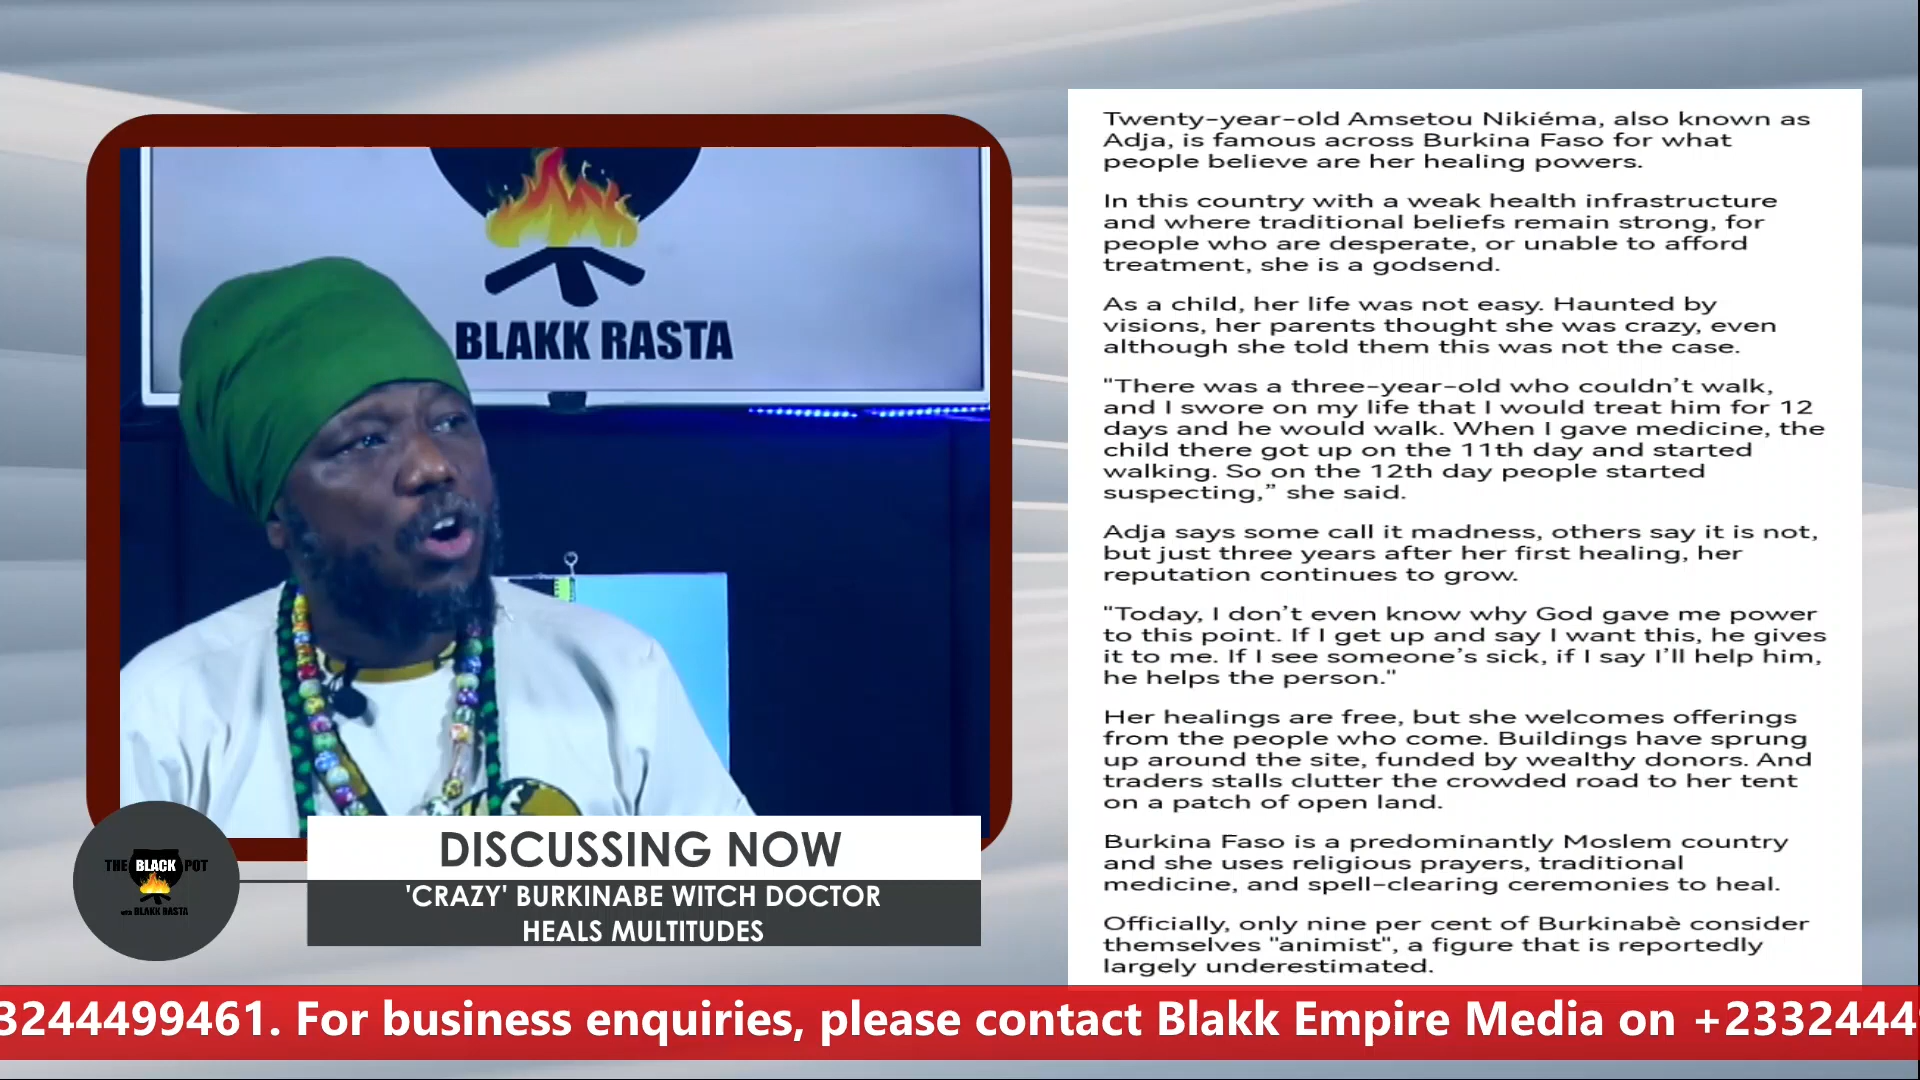 BLAKK RASTA
THE BLACK POT
with BLAKK RASTA
DISCUSSING NOW
'CRAZY' BURKINABE WITCH DOCTOR
HEALS MULTITUDES
Twenty-year-old Amsetou Nikiéma, also known as
Adja, is famous across Burkina Faso for what
people believe are her healing powers.
In this country with a weak health infrastructure
and where traditional beliefs remain strong, for
people who are desperate, or unable to afford
treatment, she is a godsend.
As a child, her life was not easy. Haunted by
visions, her parents thought she was crazy, even
although she told them this was not the case.
"There was a three-year-old who couldn’t walk,
and I swore on my life that I would treat him for 12
days and he would walk. When I gave medicine, the
child there got up on the 11th day and started
walking. So on the 12th day people started
suspecting,” she said.
Adja says some call it madness, others say it is not,
but just three years after her first healing, her
reputation continues to grow.
"Today, I don’t even know why God gave me power
to this point. If I get up and say I want this, he gives
it to me. If I see someone’s sick, if I say I’ll help him,
he helps the person."
Her healings are free, but she welcomes offerings
from the people who come. Buildings have sprung
up around the site, funded by wealthy donors. And
traders stalls clutter the crowded road to her tent
on a patch of open land.
Burkina Faso is a predominantly Moslem country
and she uses religious prayers, traditional
medicine, and spell-clearing ceremonies to heal.
Officially, only nine per cent of Burkinabè consider
themselves "animist", a figure that is reportedly
largely underestimated.
3244499461. For business enquiries, please contact Blakk Empire Media on +2332444